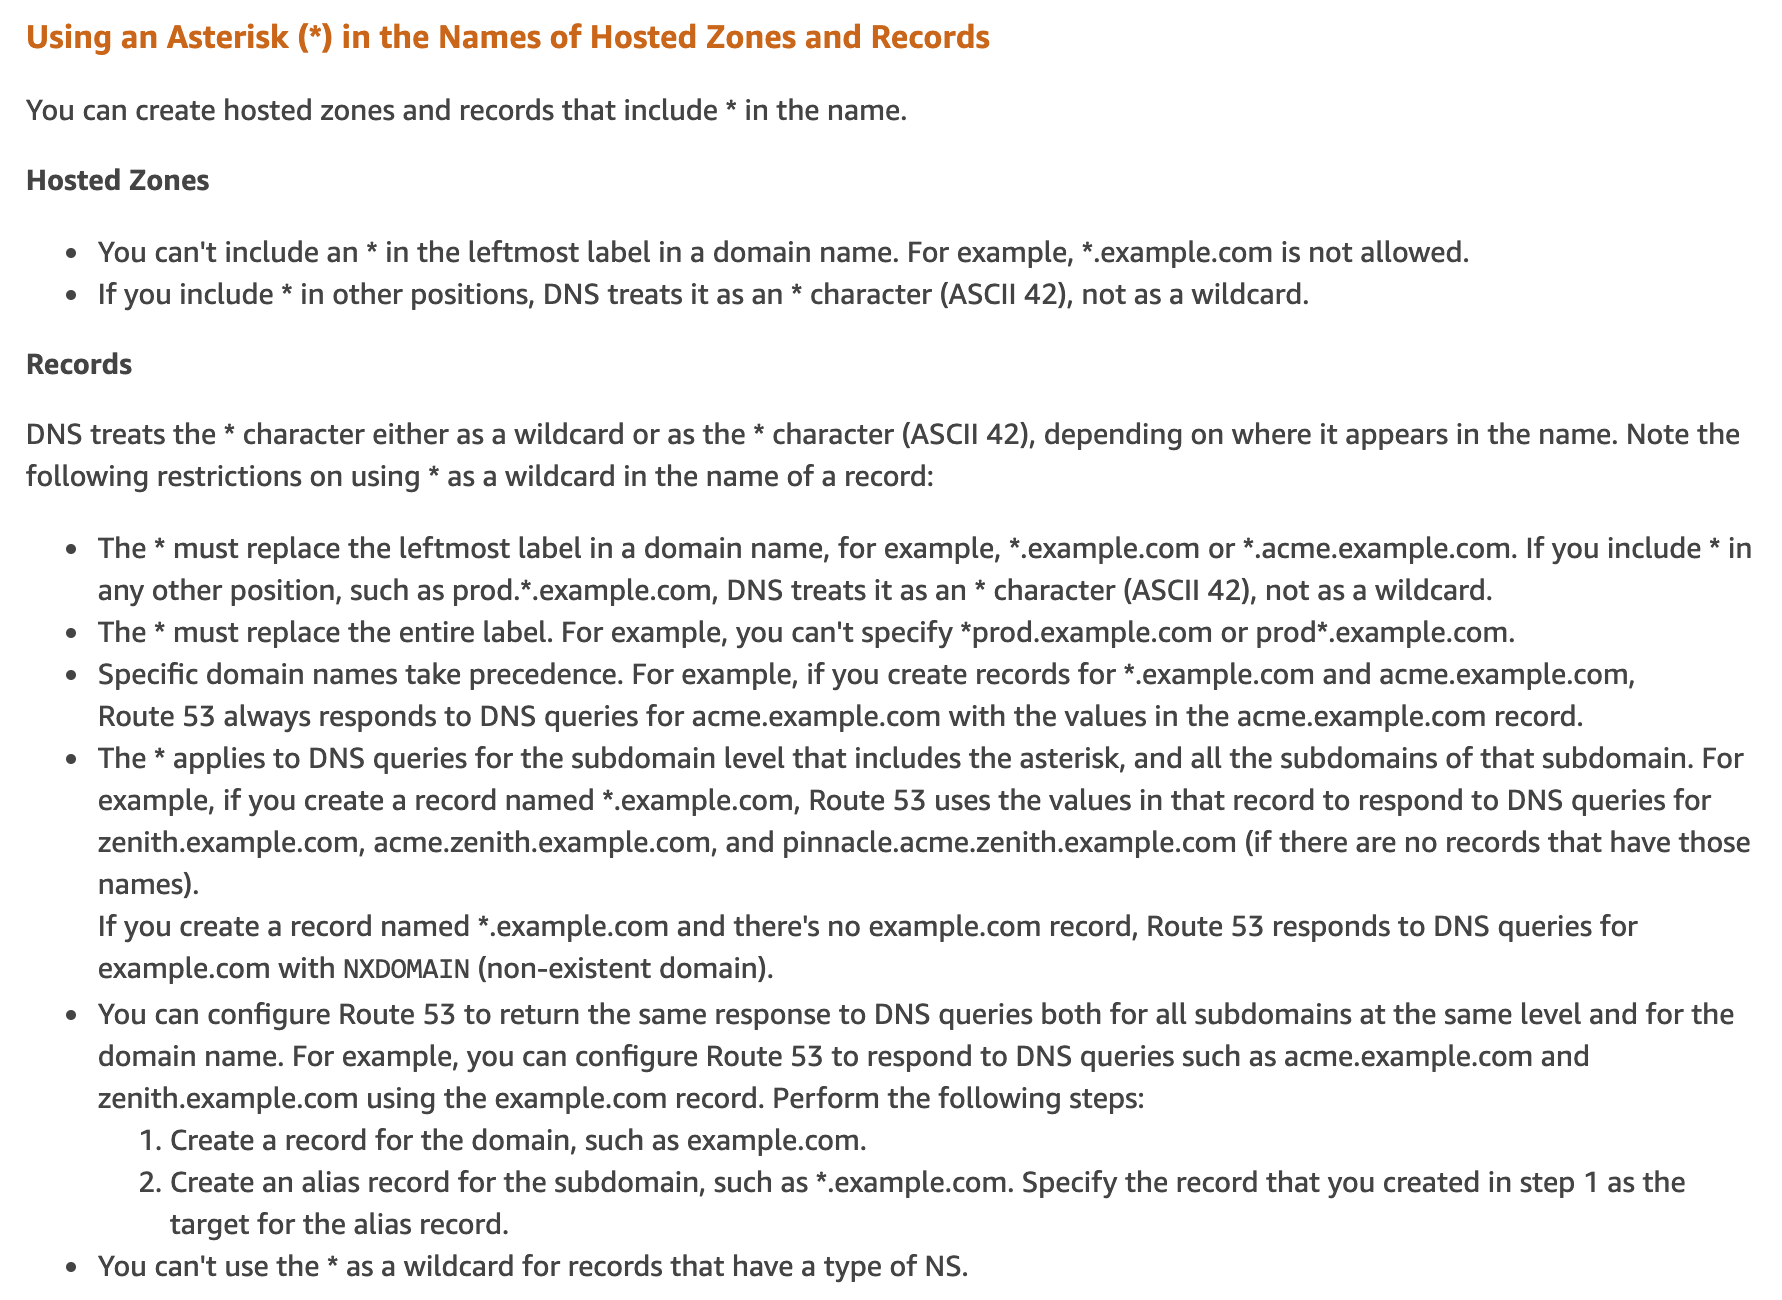 Using an Asterisk (*) in the Names of Hosted Zones and Records
You can create hosted zones and records that include * in the name.
Hosted Zones
• You can't include an * in the leftmost label in a domain name. For example, *.example.com is not allowed.
• If you include * in other positions, DNS treats it as an * character (ASCII 42), not as a wildcard.
Records
DNS treats the * character either as a wildcard or as the * character (ASCII 42), depending on where it appears in the name. Note the
following restrictions on using * as a wildcard in the name of a record:
• The * must replace the leftmost label in a domain name, for example, *.example.com or *.acme.example.com. If you include * in
any other position, such as prod.*.example.com, DNS treats it as an * character (ASCII 42), not as a wildcard.
• The * must replace the entire label. For example, you can't specify *prod.example.com or prod*.example.com.
• Specific domain names take precedence. For example, if you create records for *.example.com and acme.example.com,
Route 53 always responds to DNS queries for acme.example.com with the values in the acme.example.com record.
• The * applies to DNS queries for the subdomain level that includes the asterisk, and all the subdomains of that subdomain. For
example, if you create a record named *.example.com, Route 53 uses the values in that record to respond to DNS queries for
zenith.example.com, acme.zenith.example.com, and pinnacle.acme.zenith.example.com (if there are no records that have those
names).
If you create a record named *.example.com and there's no example.com record, Route 53 responds to DNS queries for
example.com with NXDOMAIN (non-existent domain).
• You can configure Route 53 to return the same response to DNS queries both for all subdomains at the same level and for the
domain name. For example, you can configure Route 53 to respond to DNS queries such as acme.example.com and
zenith.example.com using the example.com record. Perform the following steps:
1. Create a record for the domain, such as example.com.
2. Create an alias record for the subdomain, such as *.example.com. Specify the record that you created in step 1 as the
target for the alias record.
• You can't use the * as a wildcard for records that have a type of NS.